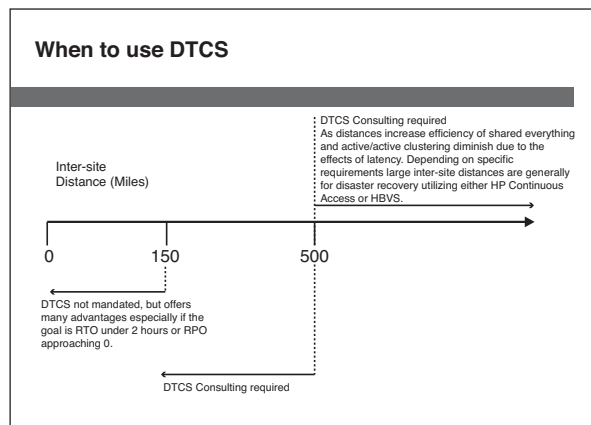 When to use DTCS
DTCS Consulting required
As distances increase efficiency of shared everything
and active/active clustering diminish due to the
effects of latency. Depending on specific
requirements large inter-site distances are generally
for disaster recovery utilizing either HP Continuous
Access or HBVS.
Inter-site
Distance (Miles)
0
150
500
DTCS not mandated, but offers
many advantages especially if the
goal is RTO under 2 hours or RPO
approaching 0.
DTCS Consulting required